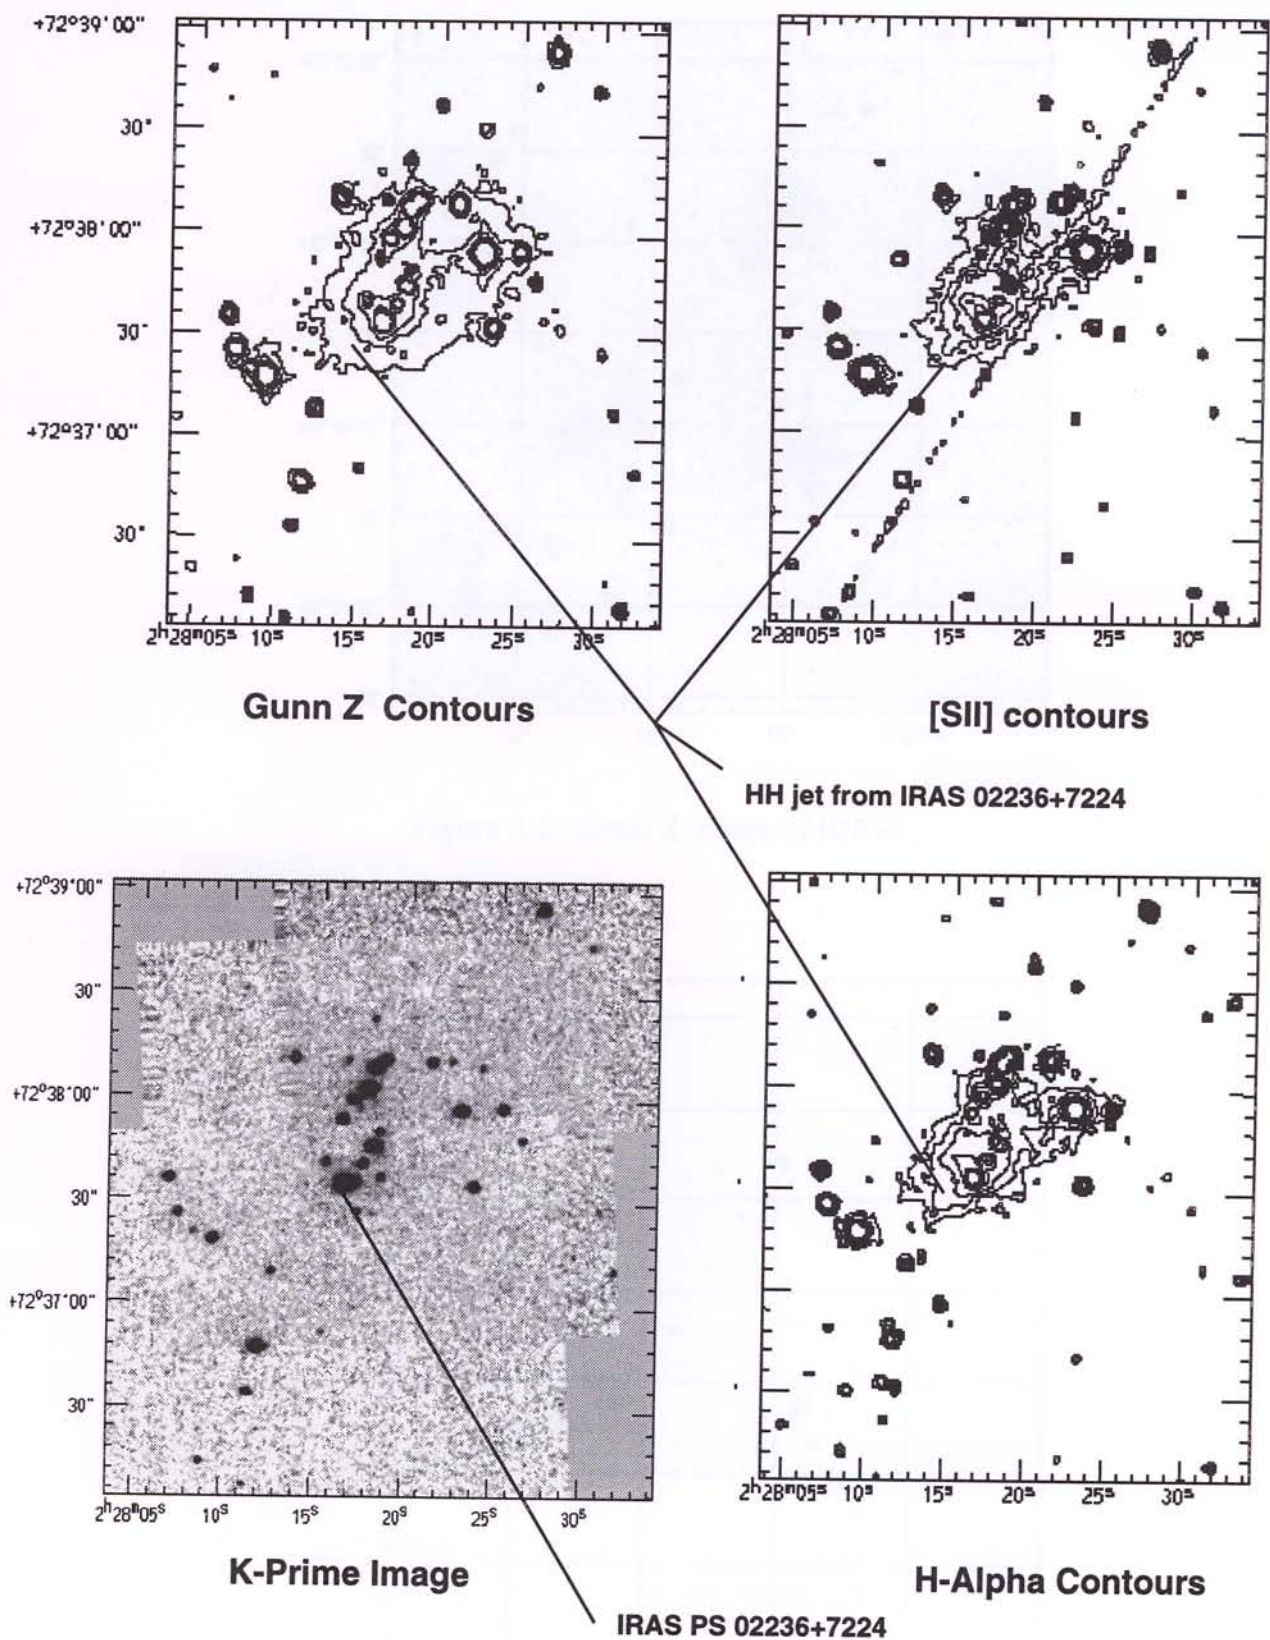 +72°39'00"
30"
+72°38'00"
30"
+72°37'00"
30"
2ʰ28ᵐ05ˢ 10ˢ 15ˢ 20ˢ 25ˢ 30ˢ
Gunn Z Contours
2ʰ28ᵐ05ˢ 10ˢ 15ˢ 20ˢ 25ˢ 30ˢ
[SII] contours
HH jet from IRAS 02236+7224
+72°39'00"
30"
+72°38'00"
30"
+72°37'00"
30"
2ʰ28ᵐ05ˢ 10ˢ 15ˢ 20ˢ 25ˢ 30ˢ
K-Prime Image
2ʰ28ᵐ05ˢ 10ˢ 15ˢ 20ˢ 25ˢ 30ˢ
H-Alpha Contours
IRAS PS 02236+7224